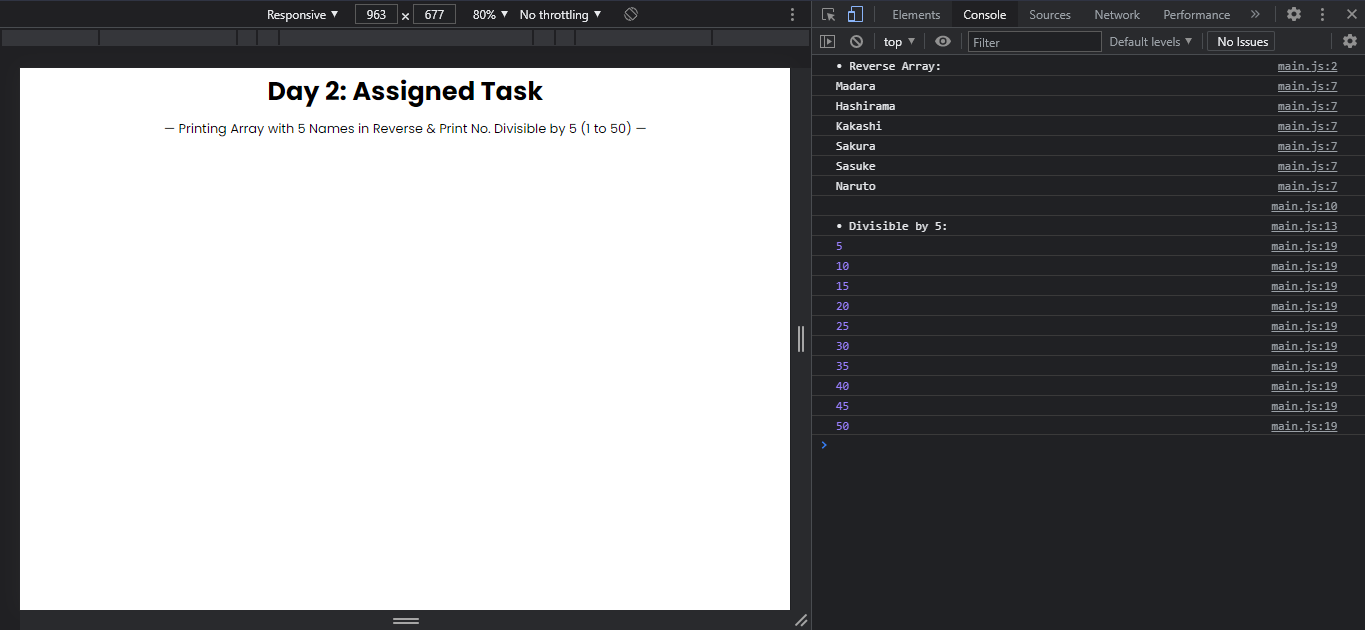 Responsive ▼ 963 × 677 80% ▼ No throttling ▼
Day 2: Assigned Task
— Printing Array with 5 Names in Reverse & Print No. Divisible by 5 (1 to 50) —
Elements Console Sources Network Performance »
top ▼ Filter Default levels ▼ No Issues
• Reverse Array: main.js:2
Madara main.js:7
Hashirama main.js:7
Kakashi main.js:7
Sakura main.js:7
Sasuke main.js:7
Naruto main.js:7
main.js:10
• Divisible by 5: main.js:13
5 main.js:19
10 main.js:19
15 main.js:19
20 main.js:19
25 main.js:19
30 main.js:19
35 main.js:19
40 main.js:19
45 main.js:19
50 main.js:19